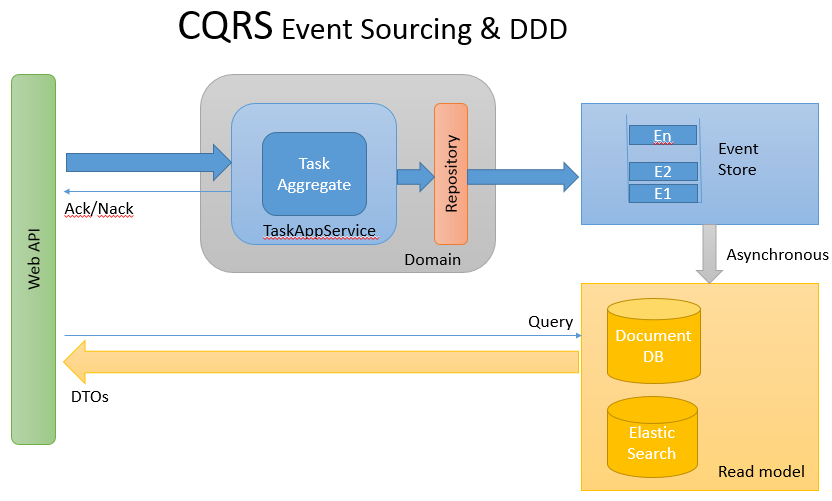 CQRS Event Sourcing & DDD
Web API
Task
Aggregate
TaskAppService
Repository
Domain
Ack/Nack
En
E2
E1
Event
Store
Asynchronous
Query
DTOs
Document
DB
Elastic
Search
Read model